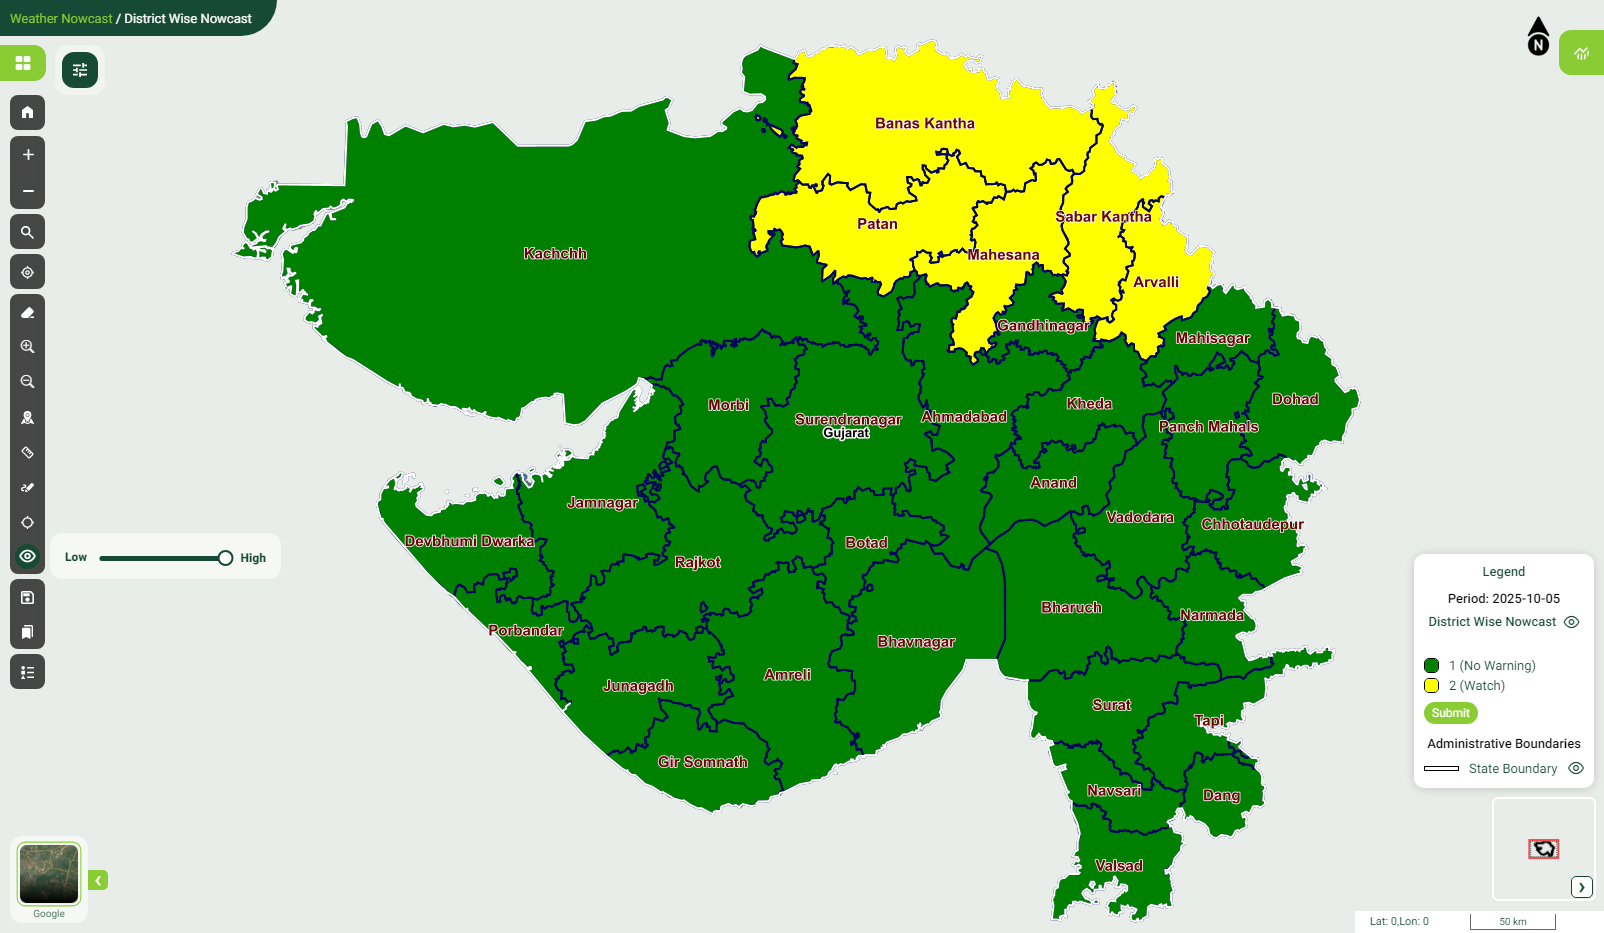 Weather Nowcast / District Wise Nowcast
N
Banas Kantha
Patan
Sabar Kantha
Kachchh
Mahesana
Arvalli
Gandhinagar
Mahisagar
Morbi
Surendranagar
Gujarat
Ahmadabad
Kheda
Dohad
Panch Mahals
Anand
Jamnagar
Vadodara
Chhotaudepur
Devbhumi Dwarka
Botad
Rajkot
Low
High
Bharuch
Narmada
Porbandar
Bhavnagar
Junagadh
Amreli
Surat
Tapi
Gir Somnath
Navsari
Dang
Valsad
Legend
Period: 2025-10-05
District Wise Nowcast
1 (No Warning)
2 (Watch)
Submit
Administrative Boundaries
State Boundary
Google
Lat: 0,Lon: 0
50 km